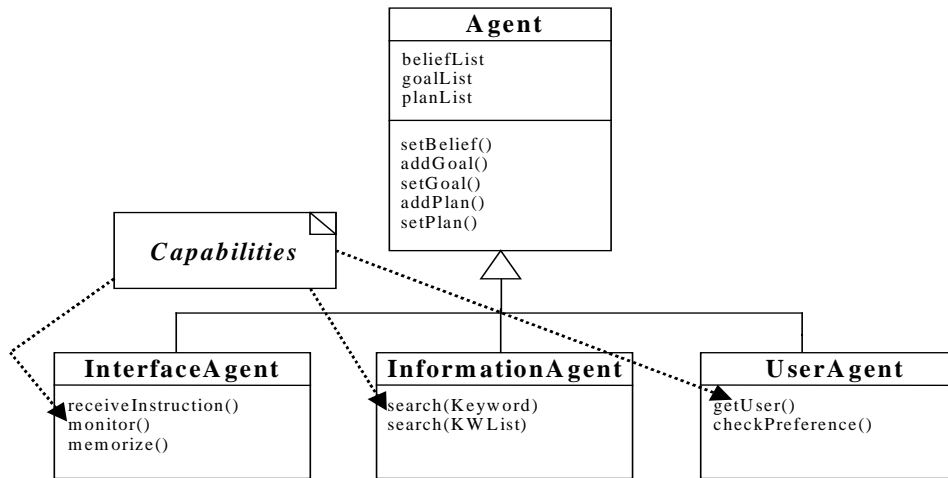 Agent
beliefList
goalList
planList
setBelief()
addGoal()
setGoal()
addPlan()
setPlan()
Capabilities
InterfaceAgent
receiveInstruction()
monitor()
memorize()
InformationAgent
search(Keyword)
search(KWList)
UserAgent
getUser()
checkPreference()